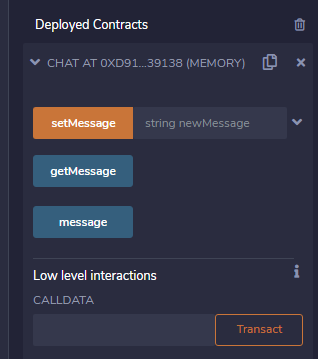 Deployed Contracts
CHAT AT 0XD91...39138 (MEMORY)
setMessage string newMessage
getMessage
message
Low level interactions
CALLDATA
Transact